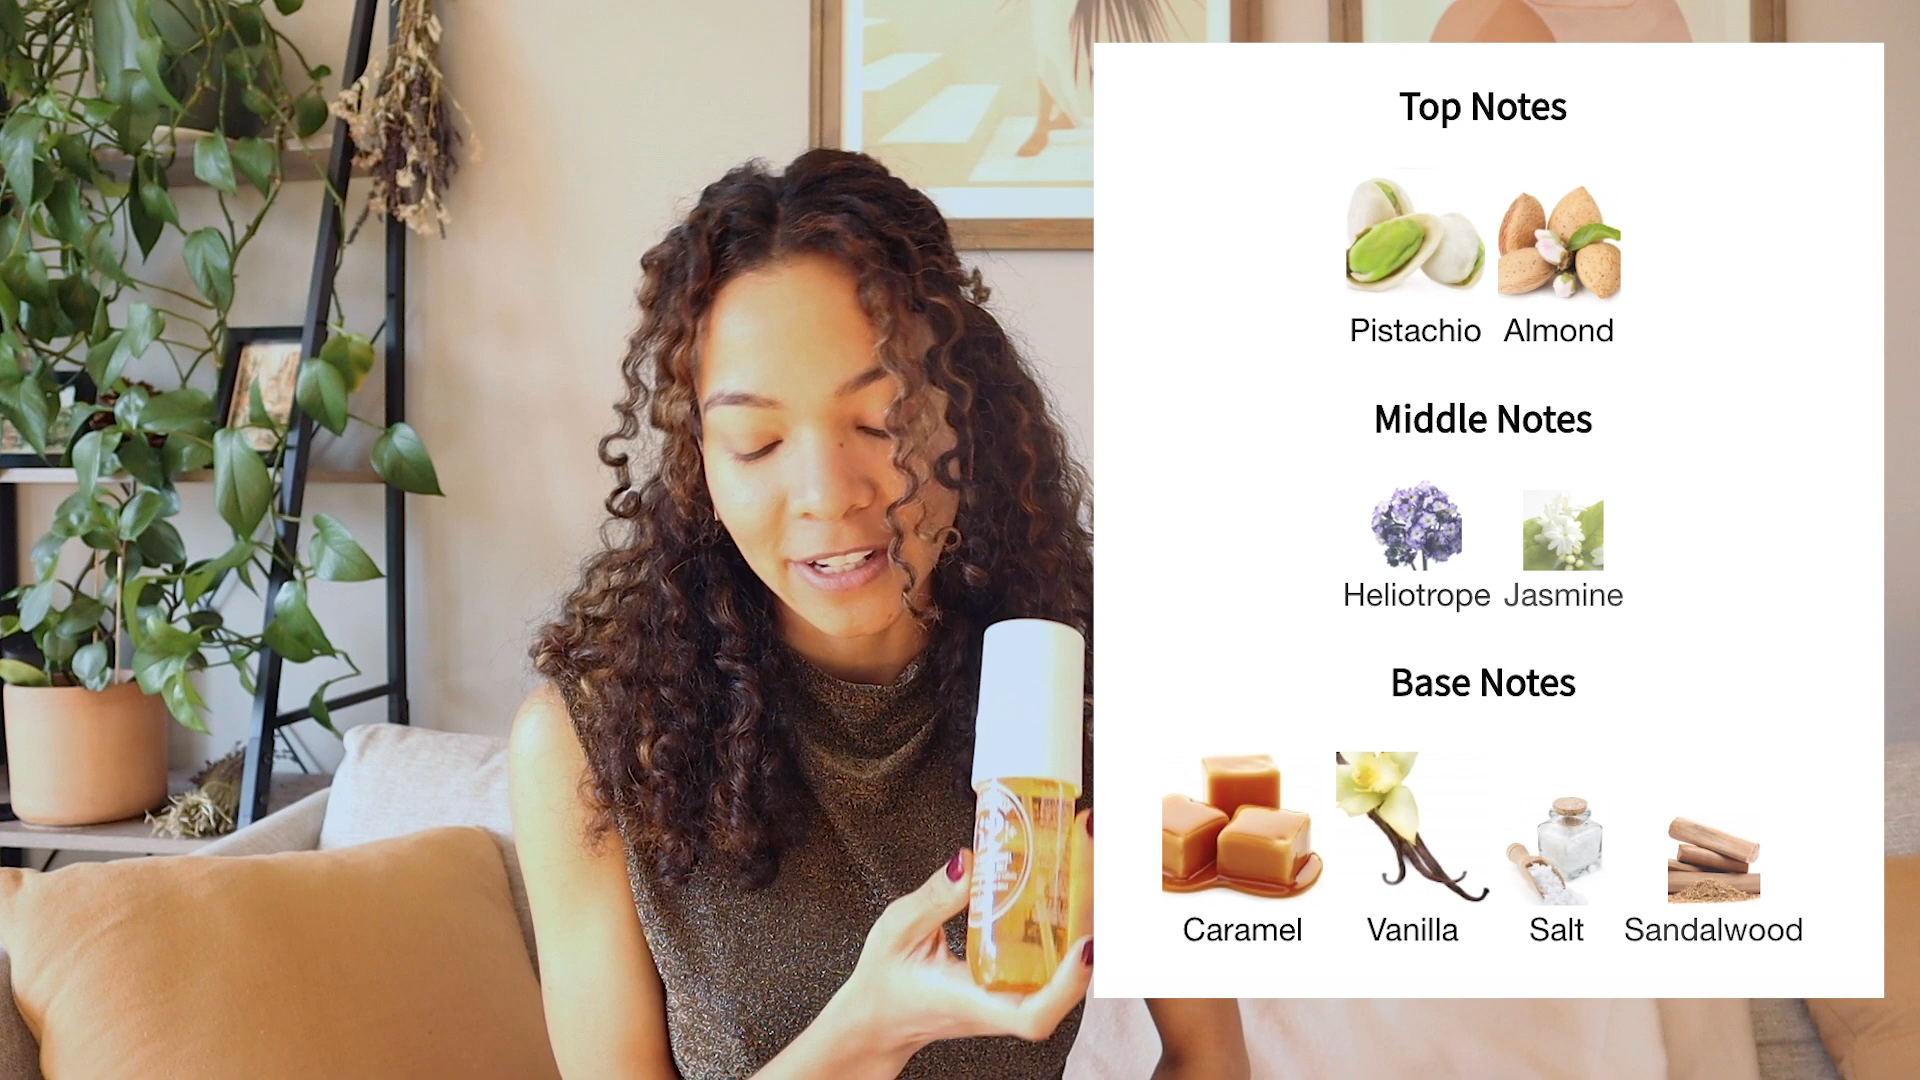 Top Notes
Pistachio Almond
Middle Notes
Heliotrope Jasmine
Base Notes
Caramel Vanilla Salt Sandalwood